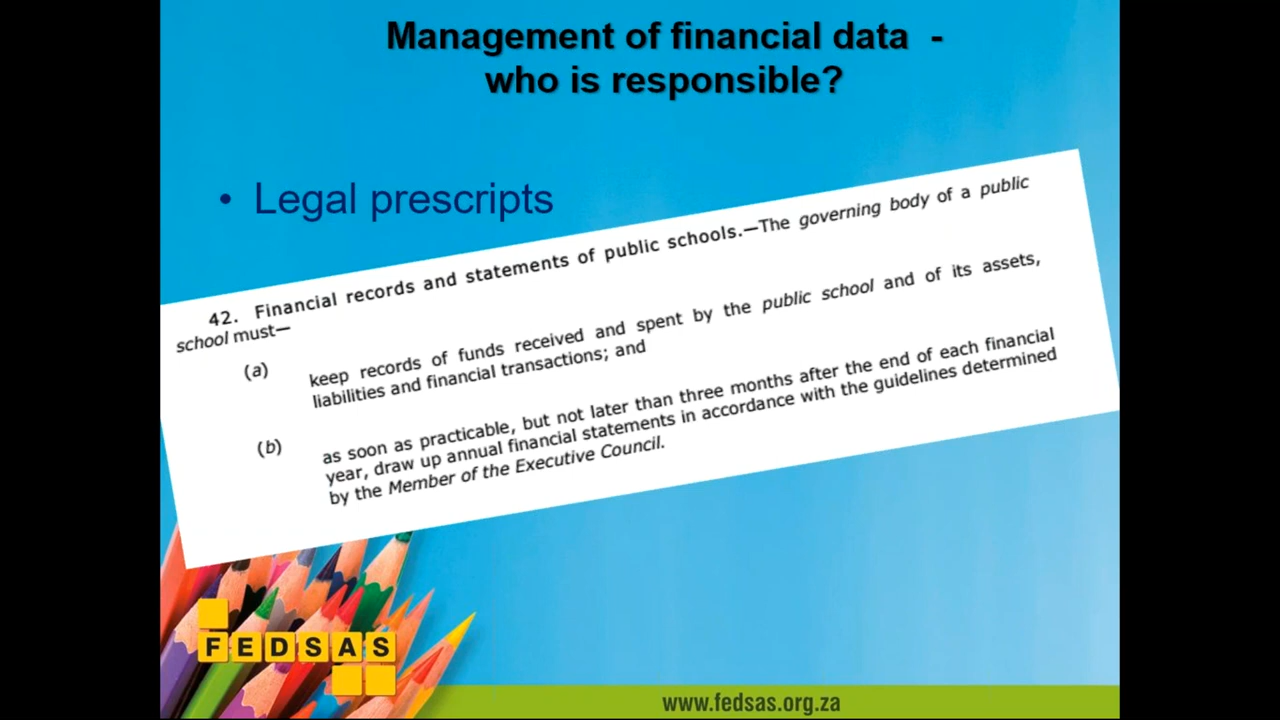 Management of financial data -
who is responsible?
• Legal prescripts
42. Financial records and statements of public schools.—The governing body of a public
school must—
(a) keep records of funds received and spent by the public school and of its assets,
liabilities and financial transactions; and
(b) as soon as practicable, but not later than three months after the end of each financial
year, draw up annual financial statements in accordance with the guidelines determined
by the Member of the Executive Council.
FEDSAS
www.fedsas.org.za